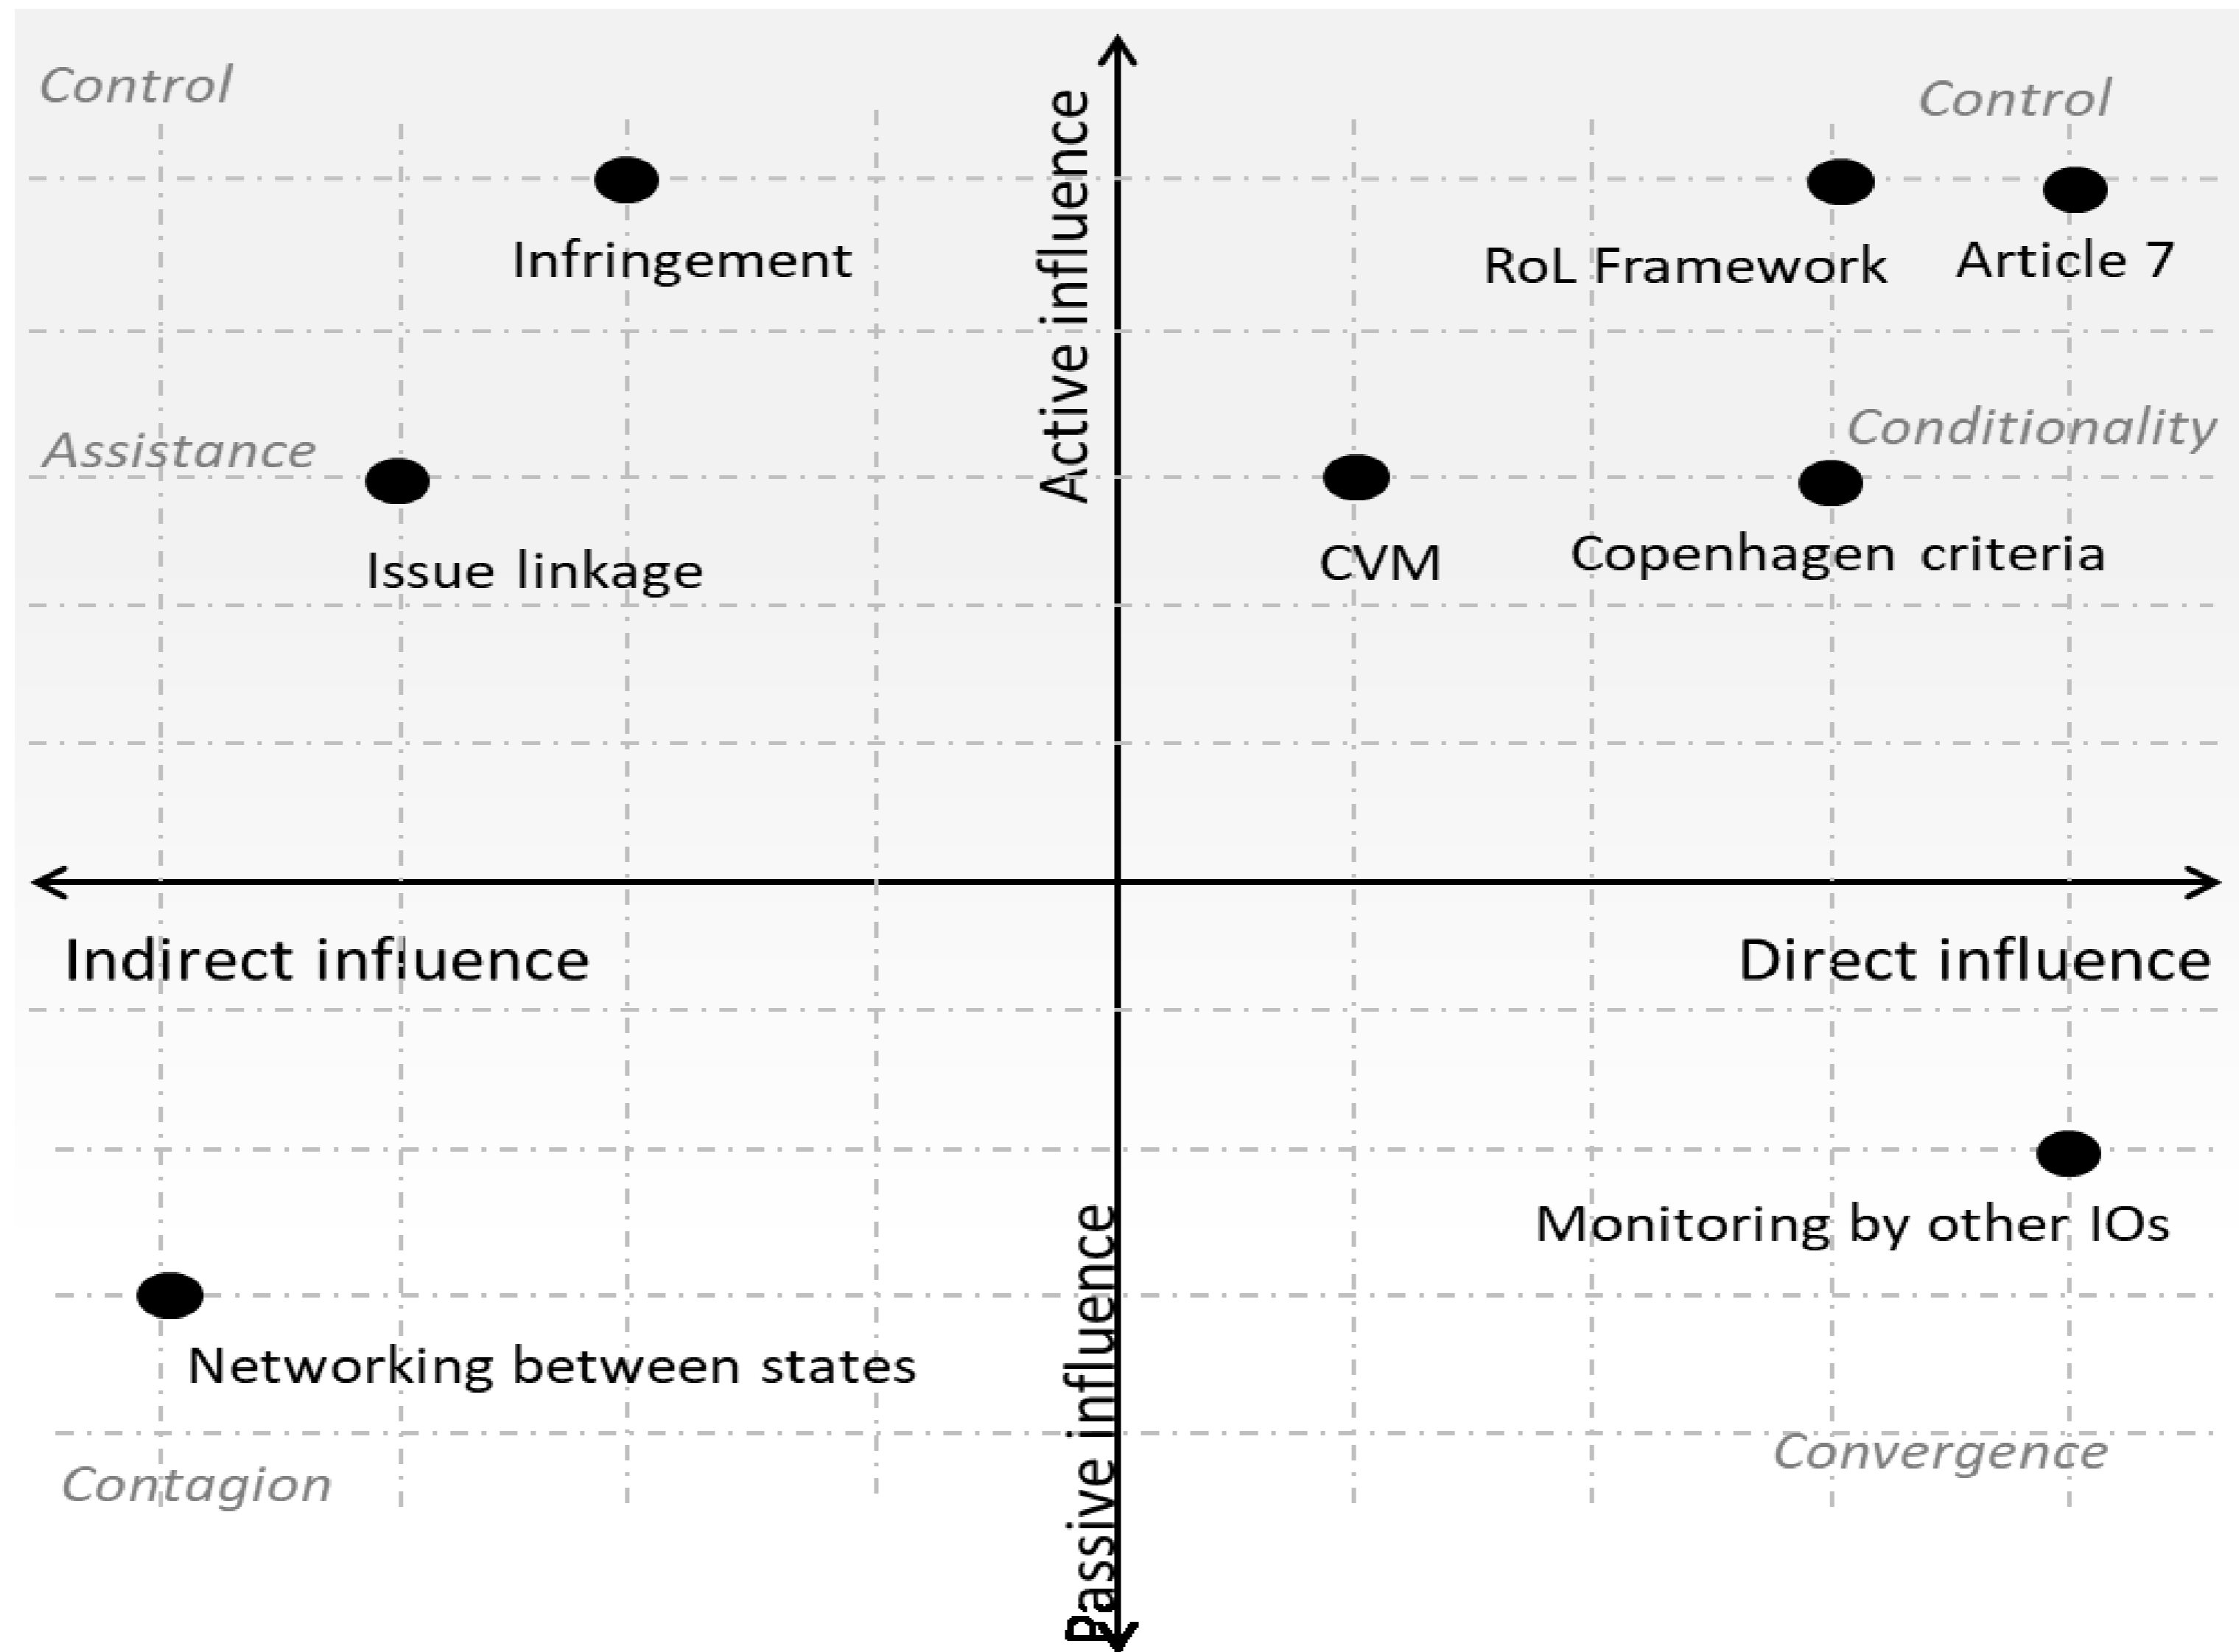 Control
Control
Active influence
Infringement
RoL Framework
Article 7
Assistance
Conditionality
Issue linkage
CVM
Copenhagen criteria
Indirect influence
Direct influence
Monitoring by other IOs
Passive influence
Networking between states
Contagion
Convergence